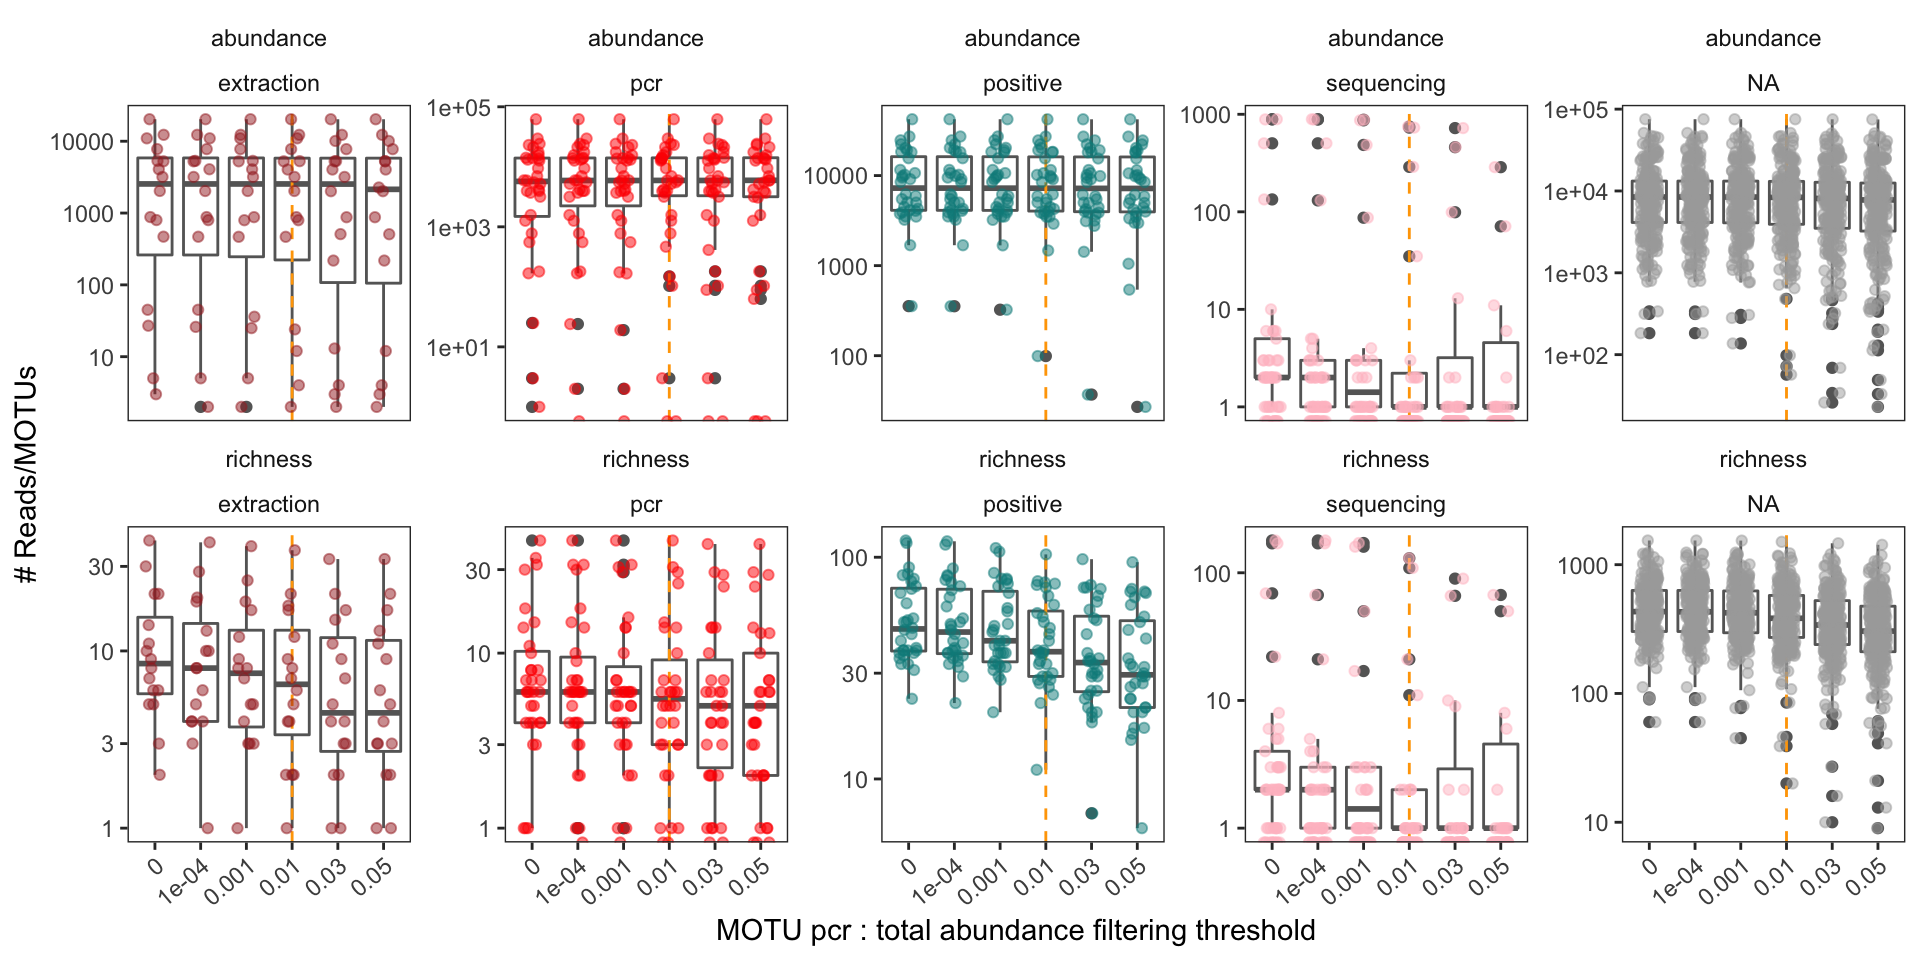 abundance abundance abundance abundance abundance
extraction pcr positive sequencing NA
10000
1000
100
10
1e+05
1e+03
1e+01
10000
1000
100
1000
100
10
1
1e+05
1e+04
1e+03
1e+02
# Reads/MOTUs
richness richness richness richness richness
extraction pcr positive sequencing NA
30
10
3
1
30
10
3
1
100
30
10
100
10
1
1000
100
10
0 1e-04 0.001 0.01 0.03 0.05
0 1e-04 0.001 0.01 0.03 0.05
0 1e-04 0.001 0.01 0.03 0.05
0 1e-04 0.001 0.01 0.03 0.05
0 1e-04 0.001 0.01 0.03 0.05
MOTU pcr : total abundance filtering threshold